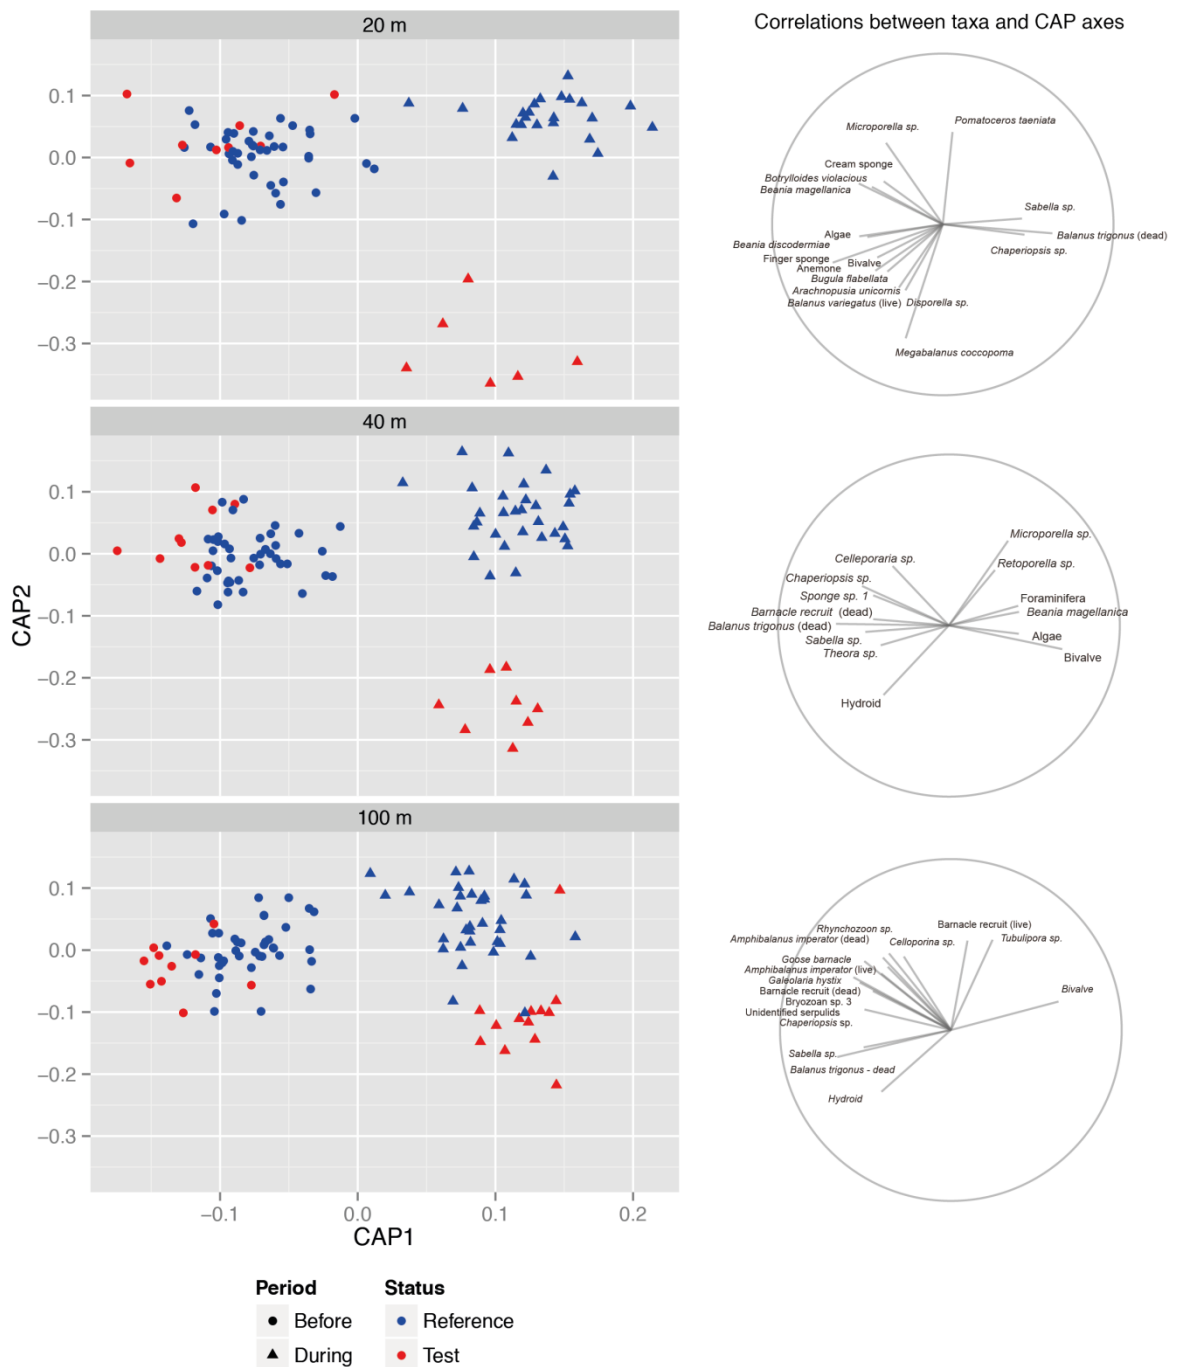 20 m
0.1
0.0
−0.1
−0.2
−0.3
40 m
0.1
0.0
−0.1
−0.2
−0.3
100 m
0.1
0.0
−0.1
−0.2
−0.3
CAP2
−0.1
0.0
0.1
0.2
CAP1
Period
Before
During
Status
Reference
Test
Correlations between taxa and CAP axes
Microporella sp.
Pomatoceros taeniata
Cream sponge
Botrylloides violacious
Beania magellanica
Sabella sp.
Algae
Balanus trigonus (dead)
Beania discodermiae
Chaperiopsis sp.
Finger sponge
Bivalve
Anemone
Bugula flabellata
Arachnopusia unicornis
Balanus variegatus (live)
Disporella sp.
Megabalanus coccopoma
Microporella sp.
Celleporaria sp.
Retoporella sp.
Chaperiopsis sp.
Sponge sp. 1
Foraminifera
Barnacle recruit (dead)
Beania magellanica
Balanus trigonus (dead)
Sabella sp.
Algae
Theora sp.
Bivalve
Hydroid
Barnacle recruit (live)
Rhynchozoon sp.
Amphibalanus imperator (dead)
Celloporina sp.
Tubulipora sp.
Goose barnacle
Amphibalanus imperator (live)
Galeolaria hystix
Barnacle recruit (dead)
Bivalve
Bryozoan sp. 3
Unidentified serpulids
Chaperiopsis sp.
Sabella sp.
Balanus trigonus - dead
Hydroid